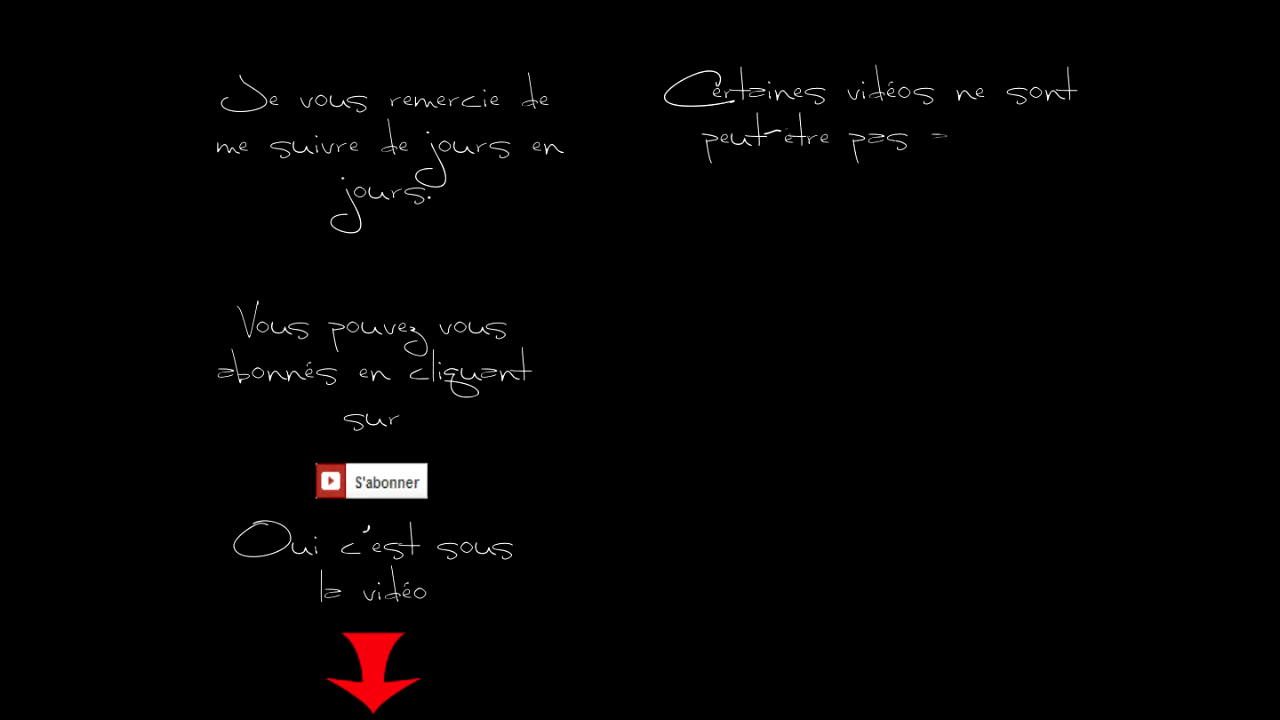 Je vous remercie de
me suivre de jours en
jours.
Vous pouvez vous
abonnés en cliquant
sur
S'abonner
Oui c'est sous
la vidéo
Certaines vidéos ne sont
peut-être pas